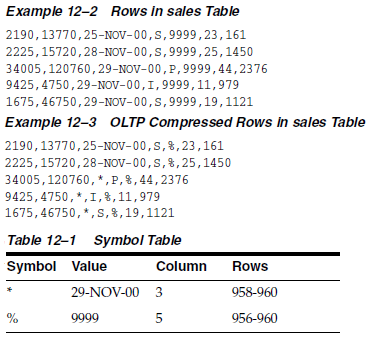 Example 12–2 Rows in sales Table
2190,13770,25-NOV-00,S,9999,23,161
2225,15720,28-NOV-00,S,9999,25,1450
34005,120760,29-NOV-00,P,9999,44,2376
9425,4750,29-NOV-00,I,9999,11,979
1675,46750,29-NOV-00,S,9999,19,1121
Example 12–3 OLTP Compressed Rows in sales Table
2190,13770,25-NOV-00,S,%,23,161
2225,15720,28-NOV-00,S,%,25,1450
34005,120760,*,P,%,44,2376
9425,4750,*,I,%,11,979
1675,46750,*,S,%,19,1121
Table 12–1 Symbol Table
Symbol Value Column Rows
* 29-NOV-00 3 958-960
% 9999 5 956-960